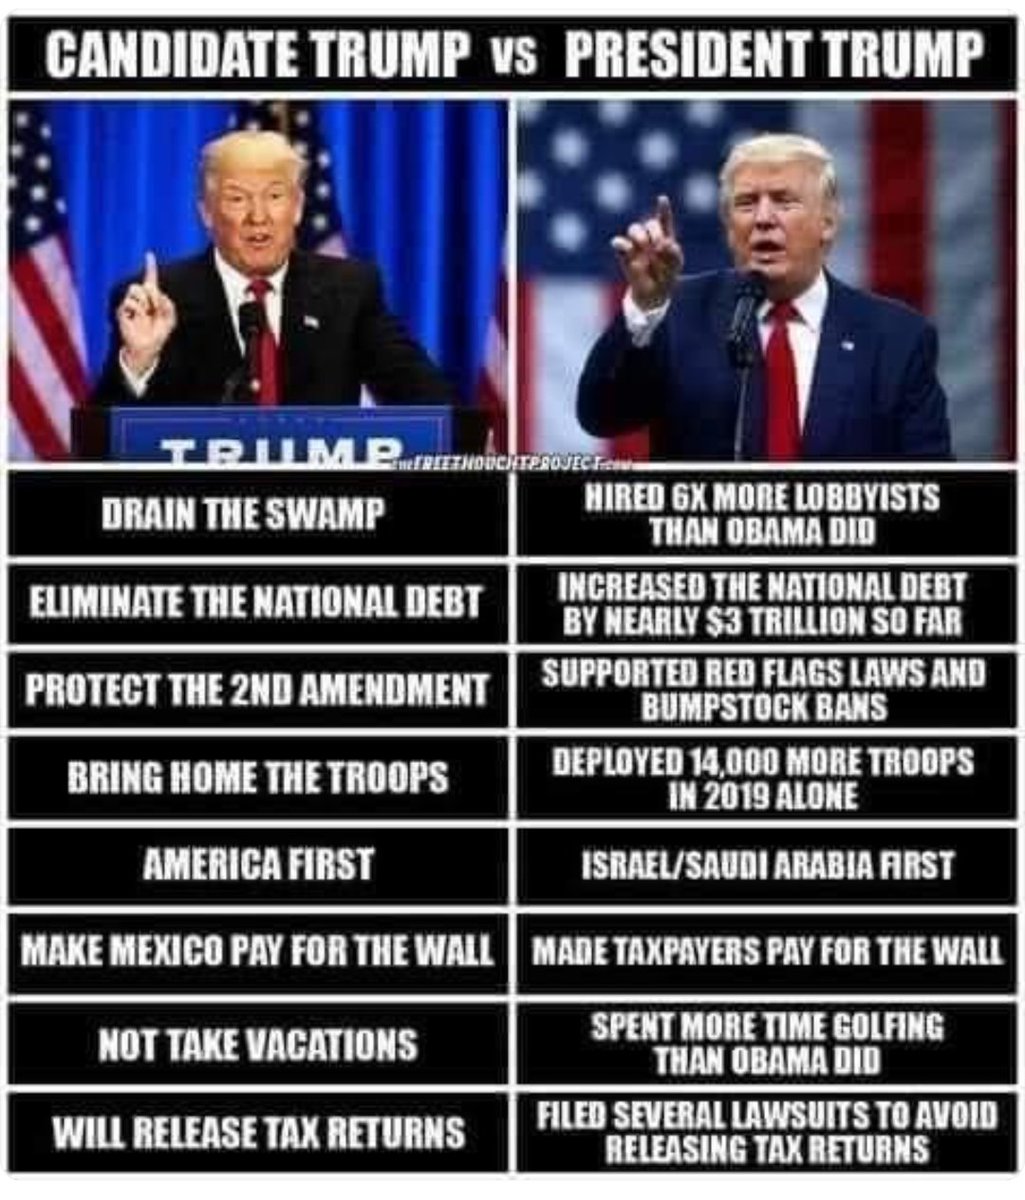 CANDIDATE TRUMP VS PRESIDENT TRUMP
TRUMP
THEFREETHOUGHTPROJECT.COM
DRAIN THE SWAMP
HIRED 6X MORE LOBBYISTS
THAN OBAMA DID
ELIMINATE THE NATIONAL DEBT
INCREASED THE NATIONAL DEBT
BY NEARLY $3 TRILLION SO FAR
PROTECT THE 2ND AMENDMENT
SUPPORTED RED FLAGS LAWS AND
BUMPSTOCK BANS
BRING HOME THE TROOPS
DEPLOYED 14,000 MORE TROOPS
IN 2019 ALONE
AMERICA FIRST
ISRAEL/SAUDI ARABIA FIRST
MAKE MEXICO PAY FOR THE WALL
MADE TAXPAYERS PAY FOR THE WALL
NOT TAKE VACATIONS
SPENT MORE TIME GOLFING
THAN OBAMA DID
WILL RELEASE TAX RETURNS
FILED SEVERAL LAWSUITS TO AVOID
RELEASING TAX RETURNS